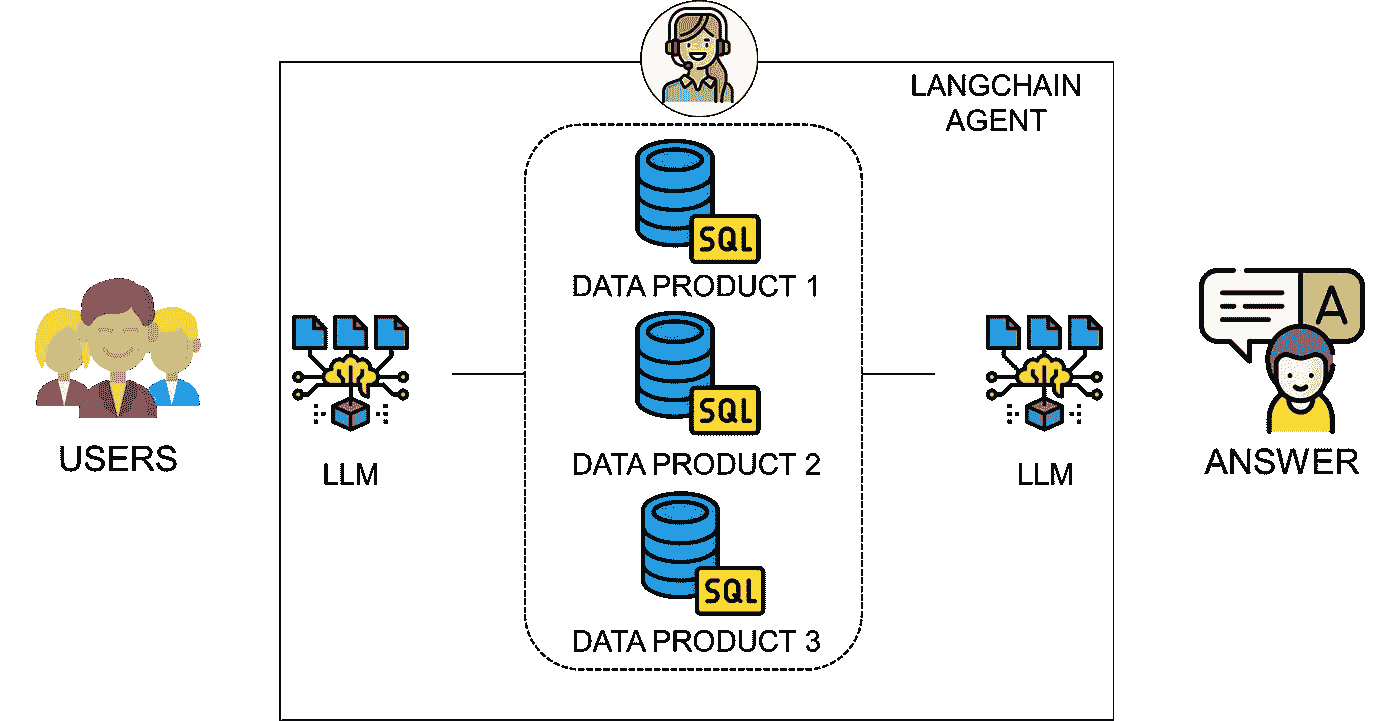 LANGCHAIN
AGENT
SQL
DATA PRODUCT 1
SQL
DATA PRODUCT 2
SQL
DATA PRODUCT 3
USERS
LLM
LLM
A
ANSWER